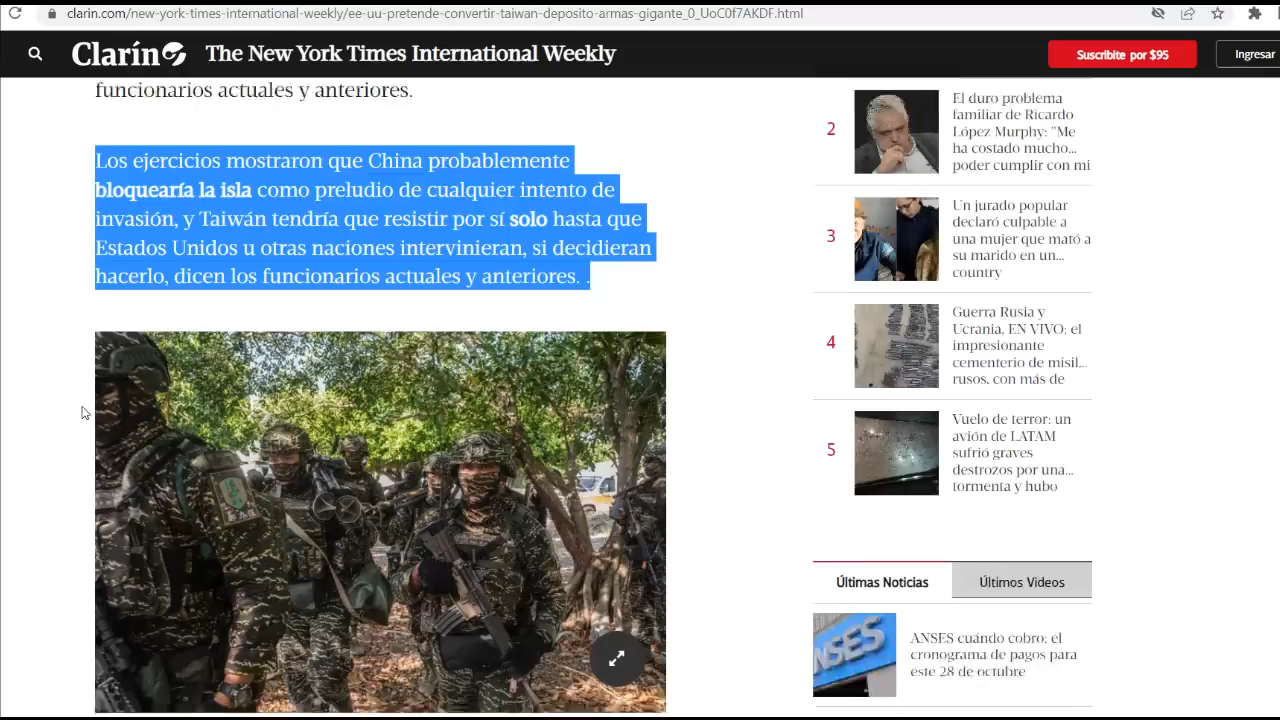 clarin.com/new-york-times-international-weekly/ee-uu-pretende-convertir-taiwan-deposito-armas-gigante_0_UoC0f7AKDF.html
Clarín
The New York Times International Weekly
Suscribite por $95
Ingresar
funcionarios actuales y anteriores.
Los ejercicios mostraron que China probablemente
bloquearía la isla como preludio de cualquier intento de
invasión, y Taiwán tendría que resistir por sí solo hasta que
Estados Unidos u otras naciones intervinieran, si decidieran
hacerlo, dicen los funcionarios actuales y anteriores. .
2
El duro problema
familiar de Ricardo
López Murphy: "Me
ha costado mucho...
poder cumplir con mi
3
Un jurado popular
declaró culpable a
una mujer que mató a
su marido en un...
country
4
Guerra Rusia y
Ucrania, EN VIVO: el
impresionante
cementerio de misil...
rusos, con más de
5
Vuelo de terror: un
avión de LATAM
sufrió graves
destrozos por una...
tormenta y hubo
Últimas Noticias
Últimos Videos
ANSES
ANSES cuándo cobro: el
cronograma de pagos para
este 28 de octubre